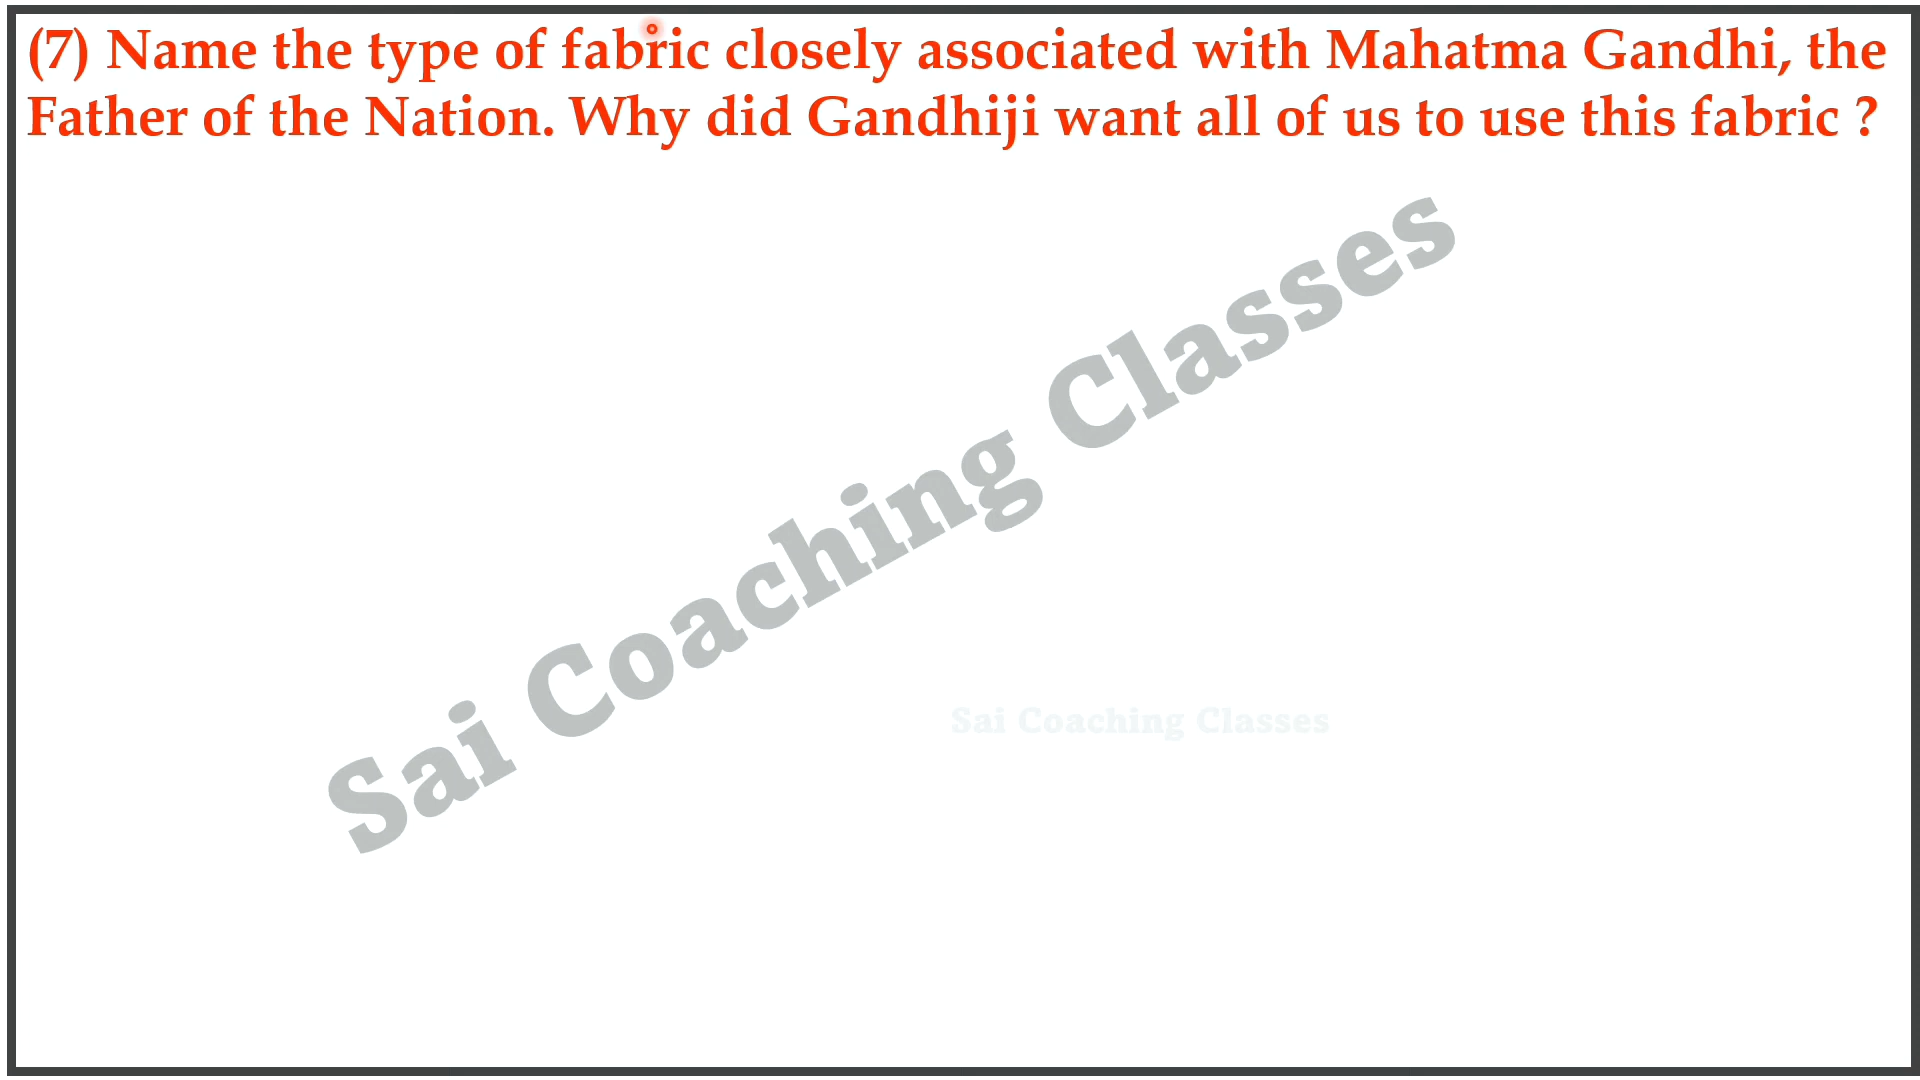 (7) Name the type of fabric closely associated with Mahatma Gandhi, the
Father of the Nation. Why did Gandhiji want all of us to use this fabric ?
Sai Coaching Classes
Sai Coaching Classes